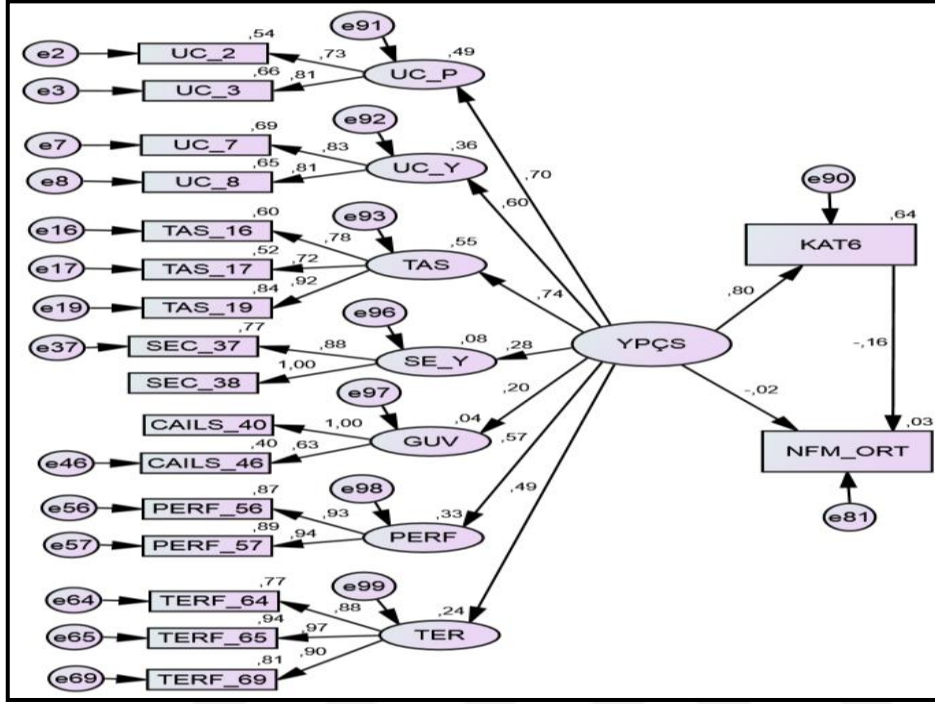 e91
,54
e2 UC_2 ,73 ,49
UC_P
,66 ,81
e3 UC_3
e92
,69
e7 UC_7 ,83 ,36
UC_Y
,65 ,81
e8 UC_8
,70
,60
e90
e93
,60
e16 TAS_16
,78 ,55
,64
KAT6
,52 ,72
e17 TAS_17 TAS
,84 ,92
e19 TAS_19
,74
,80
e96
,77
e37 SEC_37 ,88 ,08
SE_Y ,28
YPÇS
-,16
1,00
SEC_38
e97
,20
-,02
CAILS_40 1,00 ,04
GUV
,57
,03
NFM_ORT
,40 ,63
e46 CAILS_46
e98
,49
,87
e56 PERF_56 ,93 ,33
e81
,89 ,94
e57 PERF_57 PERF
e99
,77
e64 TERF_64 ,88 ,24
,94 ,97
e65 TERF_65 TER
,81 ,90
e69 TERF_69